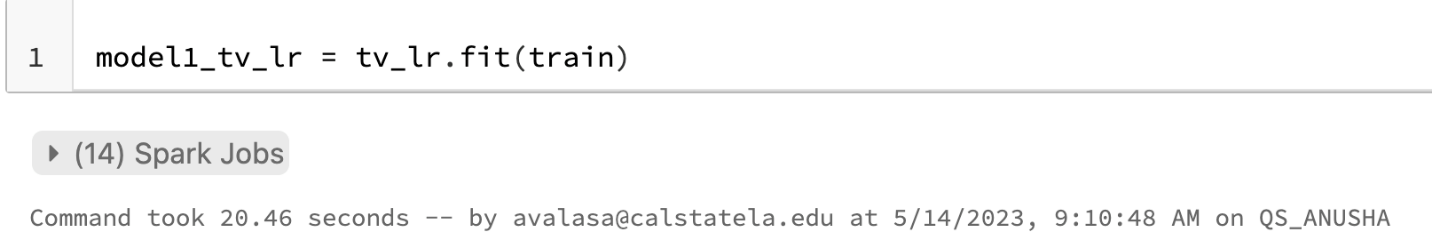 1 model1_tv_lr = tv_lr.fit(train)
(14) Spark Jobs
Command took 20.46 seconds -- by avalasa@calstatela.edu at 5/14/2023, 9:10:48 AM on QS_ANUSHA